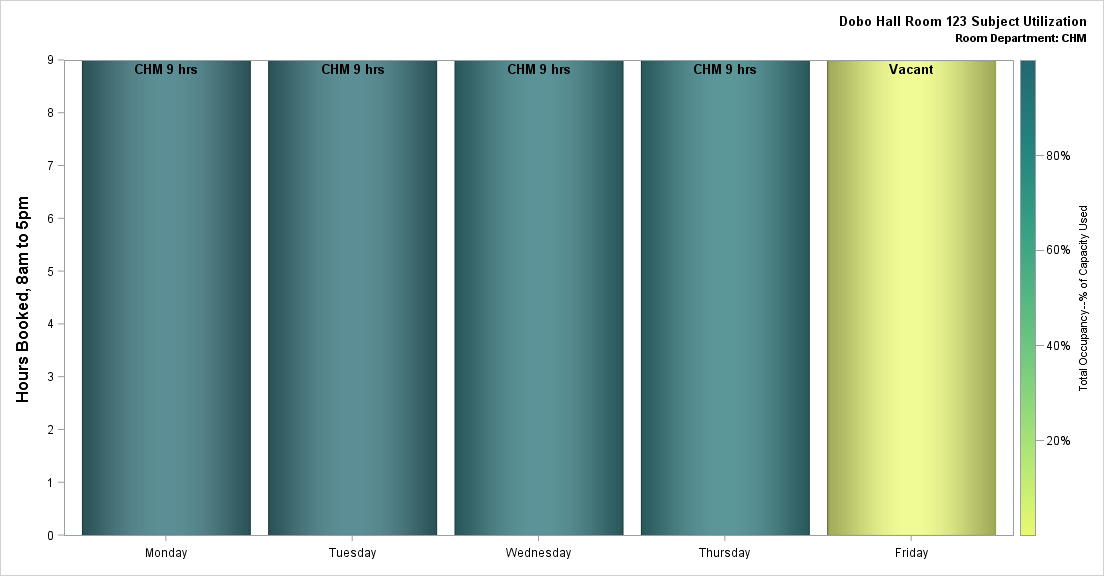 Dobo Hall Room 123 Subject Utilization
Room Department: CHM
Hours Booked, 8am to 5pm
9
8
7
6
5
4
3
2
1
0
CHM 9 hrs
CHM 9 hrs
CHM 9 hrs
CHM 9 hrs
Vacant
Monday
Tuesday
Wednesday
Thursday
Friday
80%
60%
40%
20%
Total Occupancy--% of Capacity Used